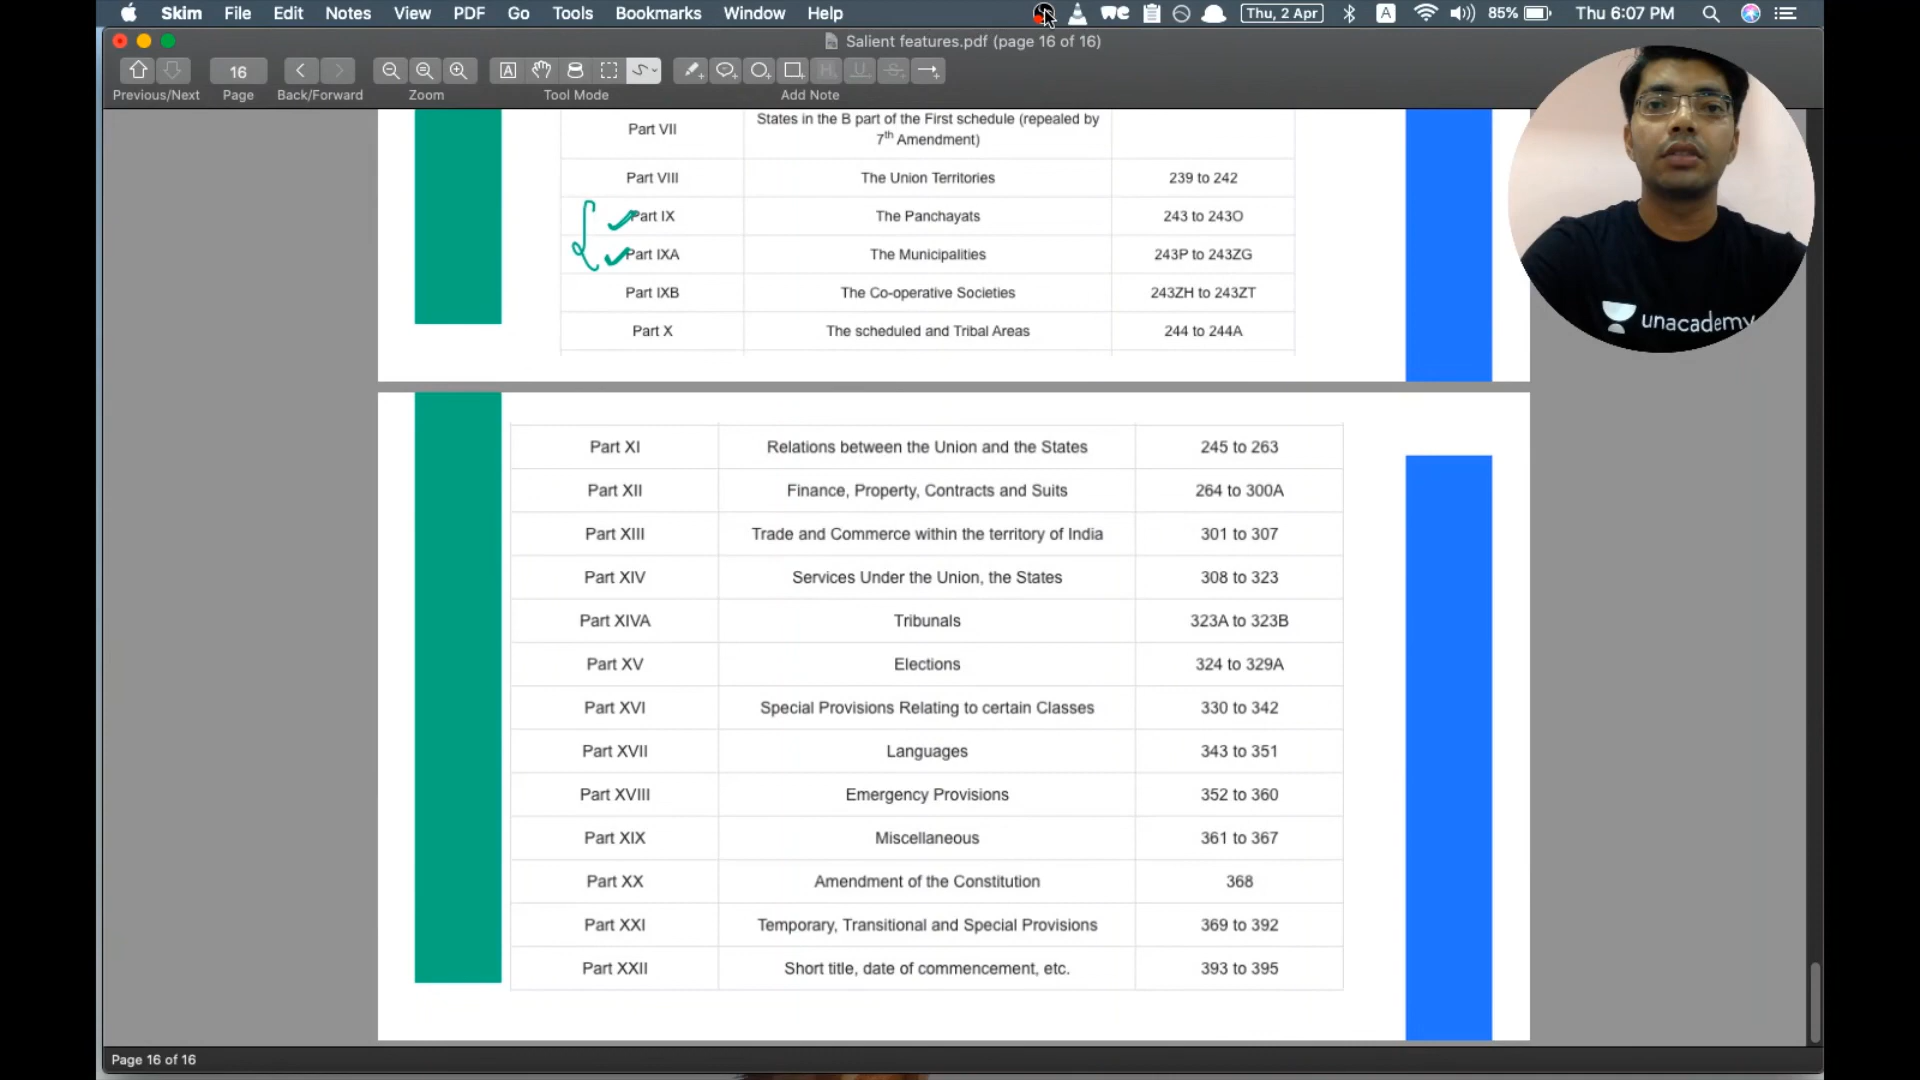 Skim File Edit Notes View PDF Go Tools Bookmarks Window Help Thu, 2 Apr A 85% Thu 6:07 PM
Salient features.pdf (page 16 of 16)
16
Previous/Next Page Back/Forward Zoom Tool Mode Add Note
Part VII States in the B part of the First schedule (repealed by
7th Amendment)
Part VIII The Union Territories 239 to 242
Part IX The Panchayats 243 to 243O
Part IXA The Municipalities 243P to 243ZG
Part IXB The Co-operative Societies 243ZH to 243ZT
Part X The scheduled and Tribal Areas 244 to 244A
Part XI Relations between the Union and the States 245 to 263
Part XII Finance, Property, Contracts and Suits 264 to 300A
Part XIII Trade and Commerce within the territory of India 301 to 307
Part XIV Services Under the Union, the States 308 to 323
Part XIVA Tribunals 323A to 323B
Part XV Elections 324 to 329A
Part XVI Special Provisions Relating to certain Classes 330 to 342
Part XVII Languages 343 to 351
Part XVIII Emergency Provisions 352 to 360
Part XIX Miscellaneous 361 to 367
Part XX Amendment of the Constitution 368
Part XXI Temporary, Transitional and Special Provisions 369 to 392
Part XXII Short title, date of commencement, etc. 393 to 395
unacademy
Page 16 of 16